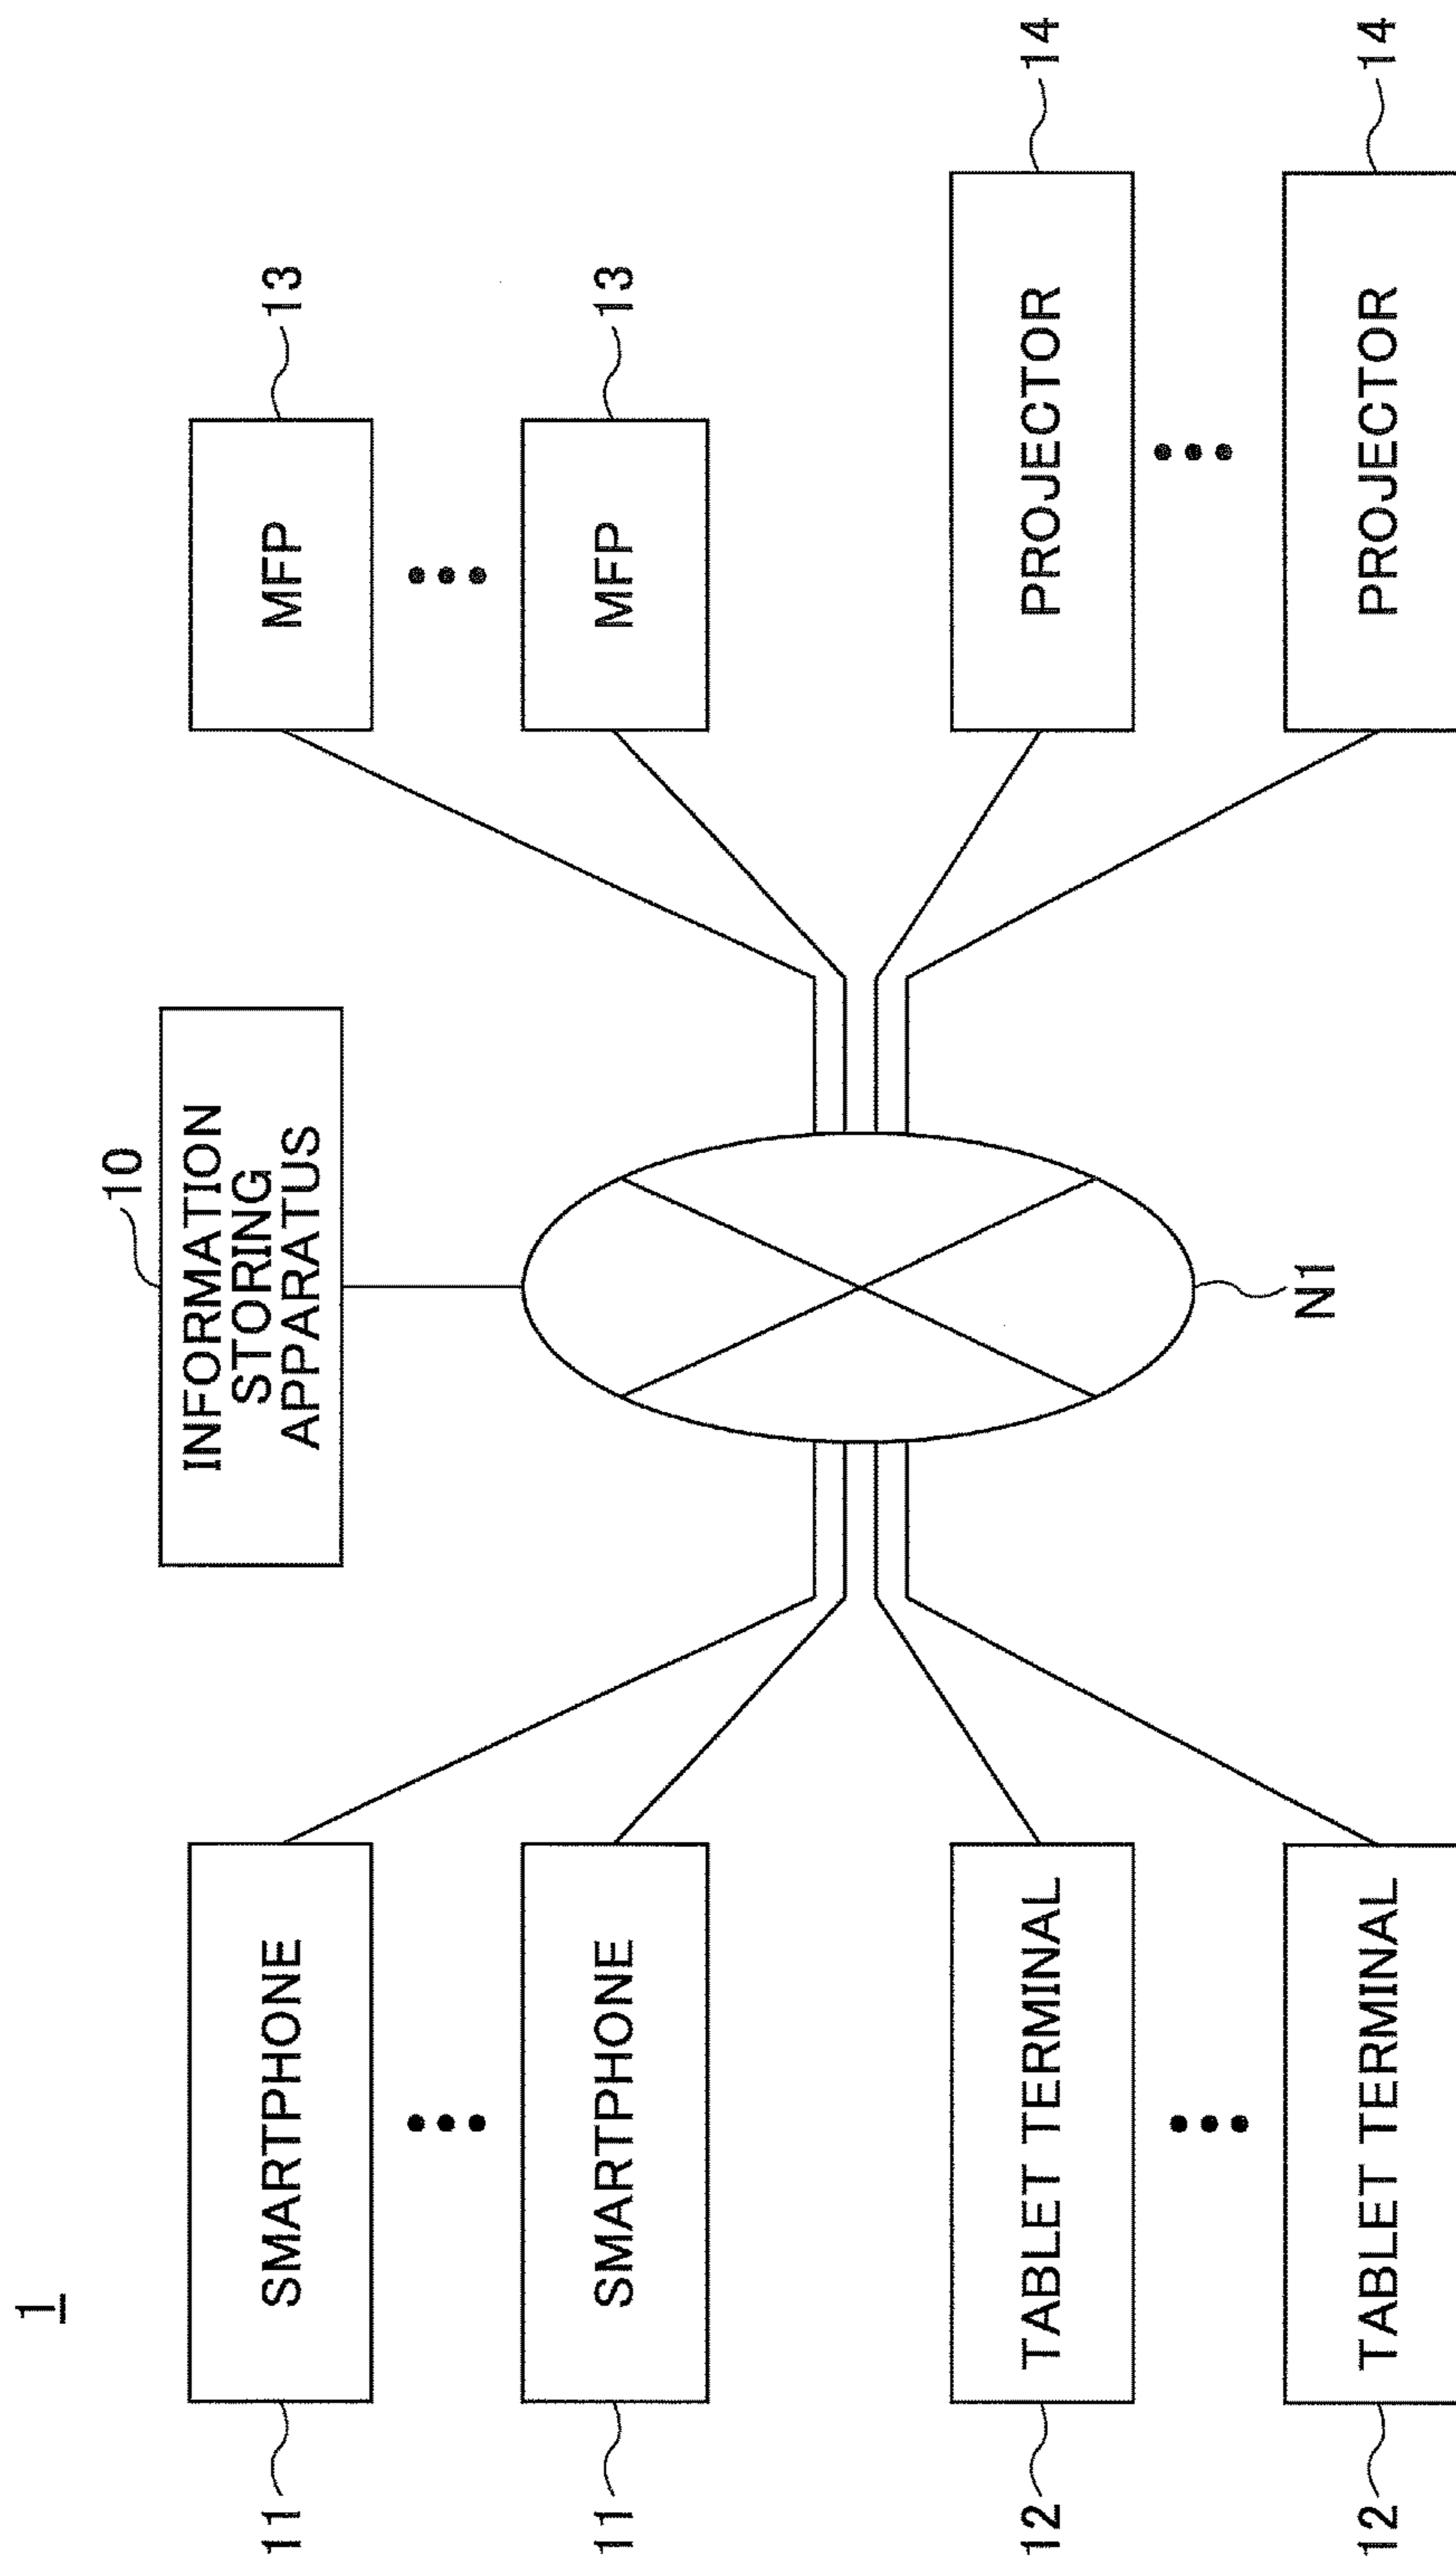 1
10
INFORMATION
STORING
APPARATUS
11
SMARTPHONE
MFP
13
11
SMARTPHONE
MFP
13
12
TABLET TERMINAL
PROJECTOR
14
12
TABLET TERMINAL
PROJECTOR
14
N1